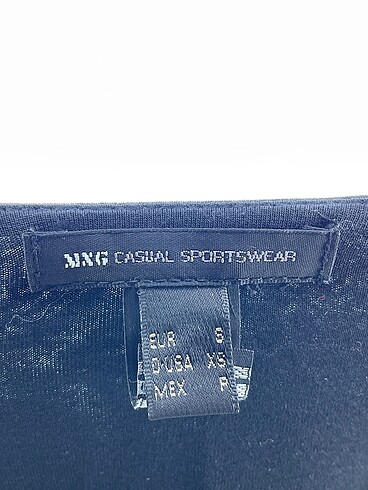 MNG CASUAL SPORTSWEAR
EUR S
D·USA XS
MEX P